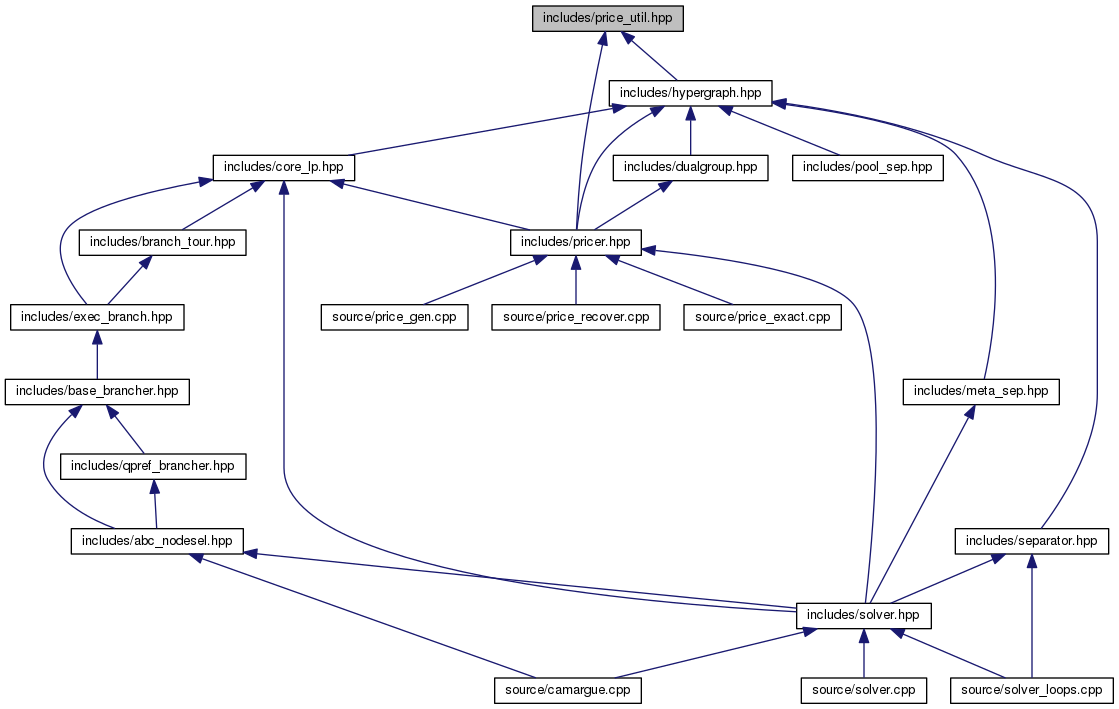 includes/price_util.hpp
includes/hypergraph.hpp
includes/core_lp.hpp
includes/dualgroup.hpp
includes/pool_sep.hpp
includes/branch_tour.hpp
includes/pricer.hpp
includes/exec_branch.hpp
source/price_gen.cpp
source/price_recover.cpp
source/price_exact.cpp
includes/base_brancher.hpp
includes/meta_sep.hpp
includes/qpref_brancher.hpp
includes/abc_nodesel.hpp
includes/separator.hpp
includes/solver.hpp
source/camargue.cpp
source/solver.cpp
source/solver_loops.cpp